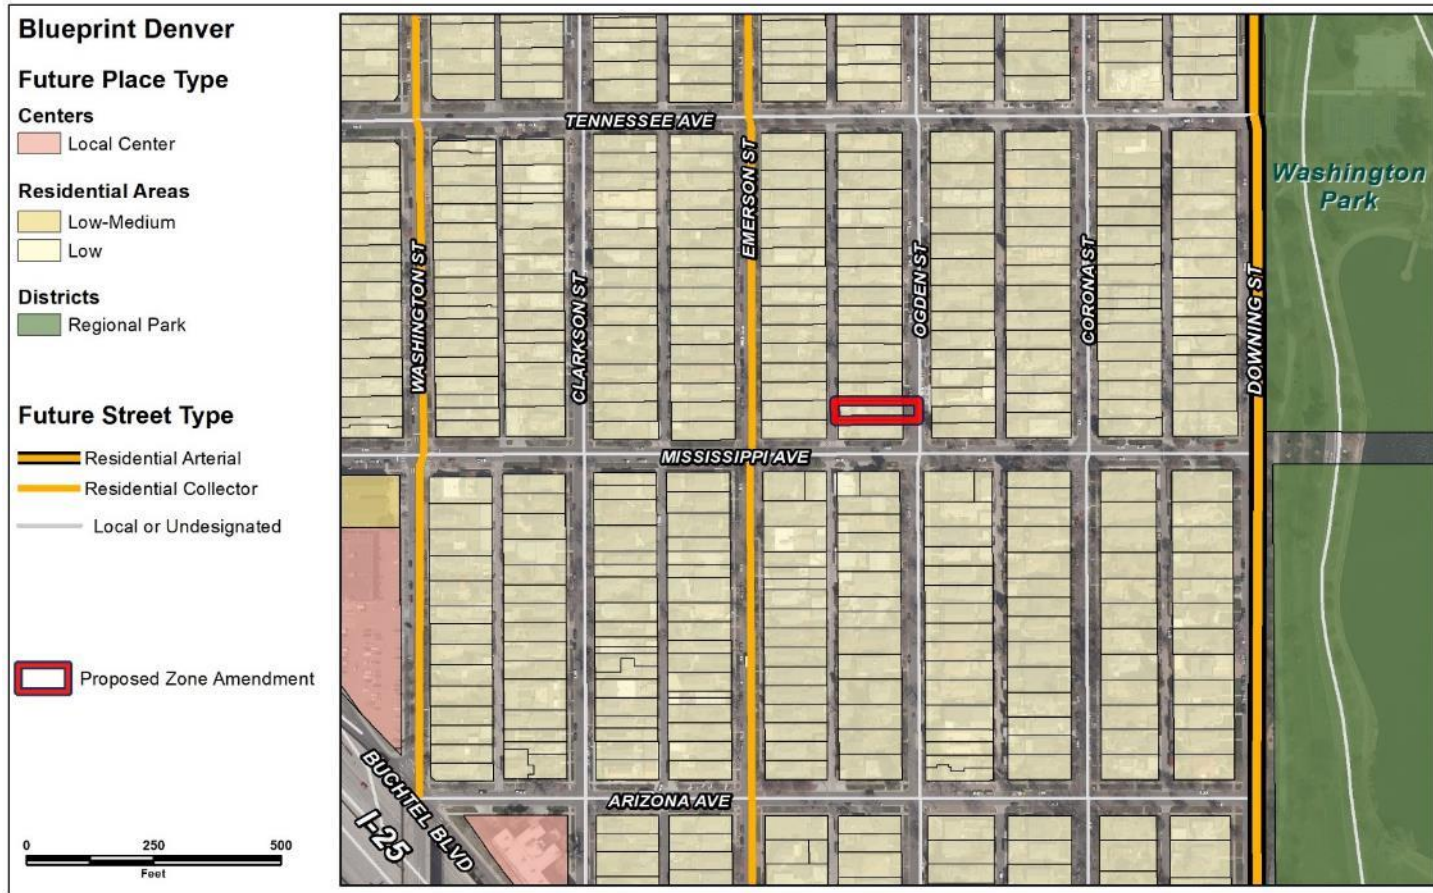 Blueprint Denver
Future Place Type
Centers
Local Center
Residential Areas
Low-Medium
Low
Districts
Regional Park
Future Street Type
Residential Arterial
Residential Collector
Local or Undesignated
Proposed Zone Amendment
0 250 500
Feet
TENNESSEE AVE
Washington
Park
WASHINGTON ST
CLARKSON ST
EMERSON ST
OGDEN ST
CORONA ST
DOWNING ST
MISSISSIPPI AVE
BUCHTEL BLVD
I-25
ARIZONA AVE